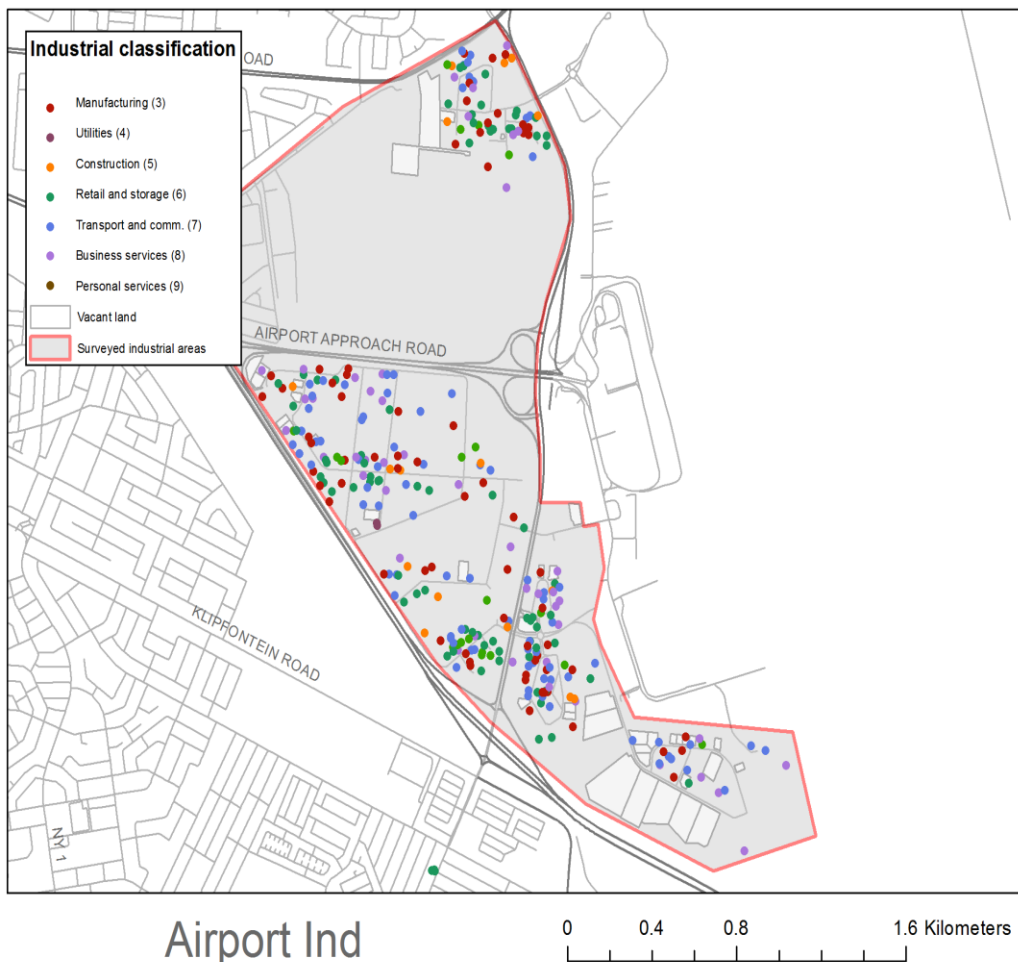 Industrial classification
OAD
Manufacturing (3)
Utilities (4)
Construction (5)
Retail and storage (6)
Transport and comm. (7)
Business services (8)
Personal services (9)
Vacant land
Surveyed industrial areas
AIRPORT APPROACH ROAD
KLIPFONTEIN ROAD
NY 1
Airport Ind
0 0.4 0.8 1.6 Kilometers